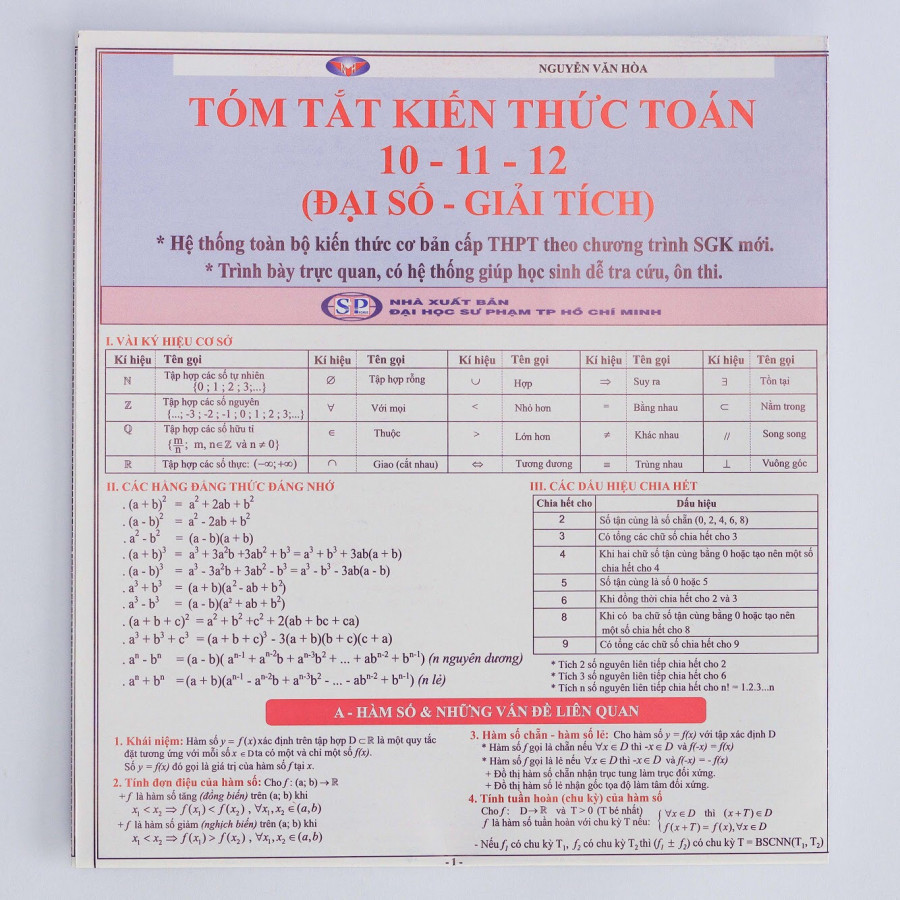 NGUYỄN VĂN HÒA
TÓM TẮT KIẾN THỨC TOÁN
10 - 11 - 12
(ĐẠI SỐ - GIẢI TÍCH)
* Hệ thống toàn bộ kiến thức cơ bản cấp THPT theo chương trình SGK mới.
* Trình bày trực quan, có hệ thống giúp học sinh dễ tra cứu, ôn thi.
SP NHÀ XUẤT BẢN
ĐẠI HỌC SƯ PHẠM TP HỒ CHÍ MINH
I. VÀI KÝ HIỆU CƠ SỞ
Kí hiệu Tên gọi Kí hiệu Tên gọi Kí hiệu Tên gọi Kí hiệu Tên gọi Kí hiệu Tên gọi
ℕ Tập hợp các số tự nhiên {0 ; 1 ; 2 ; 3;...} ∅ Tập hợp rỗng ∪ Hợp ⇒ Suy ra ∃ Tồn tại
ℤ Tập hợp các số nguyên {...; -3 ; -2 ; -1 ; 0 ; 1 ; 2 ; 3;...} ∀ Với mọi < Nhỏ hơn = Bằng nhau ⊂ Nằm trong
ℚ Tập hợp các số hữu tỉ {m/n; m, n∈ℤ và n ≠ 0} ∈ Thuộc > Lớn hơn ≠ Khác nhau // Song song
ℝ Tập hợp các số thực: (−∞;+∞) ∩ Giao (cắt nhau) ⇔ Tương đương ≡ Trùng nhau ⊥ Vuông góc
II. CÁC HẰNG ĐẲNG THỨC ĐÁNG NHỚ
. (a + b)² = a² + 2ab + b²
. (a - b)² = a² - 2ab + b²
. a² - b² = (a - b)(a + b)
. (a + b)³ = a³ + 3a²b +3ab² + b³ = a³ + b³ + 3ab(a + b)
. (a - b)³ = a³ - 3a²b + 3ab² - b³ = a³ - b³ - 3ab(a - b)
. a³ + b³ = (a + b)(a² - ab + b²)
. a³ - b³ = (a - b)(a² + ab + b²)
. (a + b + c)² = a² + b² +c² + 2(ab + bc + ca)
. a³ + b³ + c³ = (a + b + c)³ - 3(a + b)(b + c)(c + a)
. aⁿ - bⁿ = (a - b)( aⁿ⁻¹ + aⁿ⁻²b + aⁿ⁻³b² + ... + abⁿ⁻² + bⁿ⁻¹) (n nguyên dương)
. aⁿ + bⁿ = (a + b)(aⁿ⁻¹ - aⁿ⁻²b + aⁿ⁻³b² - ... - abⁿ⁻² + bⁿ⁻¹) (n lẻ)
III. CÁC DẤU HIỆU CHIA HẾT
Chia hết cho Dấu hiệu
2 Số tận cùng là số chẵn (0, 2, 4, 6, 8)
3 Có tổng các chữ số chia hết cho 3
4 Khi hai chữ số tận cùng bằng 0 hoặc tạo nên một số
chia hết cho 4
5 Số tận cùng là số 0 hoặc 5
6 Khi đồng thời chia hết cho 2 và 3
8 Khi có ba chữ số tận cùng bằng 0 hoặc tạo nên
một số chia hết cho 8
9 Có tổng các chữ số chia hết cho 9
* Tích 2 số nguyên liên tiếp chia hết cho 2
* Tích 3 số nguyên liên tiếp chia hết cho 6
* Tích n số nguyên liên tiếp chia hết cho n! = 1.2.3...n
A - HÀM SỐ & NHỮNG VẤN ĐỀ LIÊN QUAN
1. Khái niệm: Hàm số y = f(x) xác định trên tập hợp D ⊂ ℝ là một quy tắc
đặt tương ứng với mỗi số x ∈ D ta có một và chỉ một số f(x).
Số y = f(x) đó gọi là giá trị của hàm số f tại x.
2. Tính đơn điệu của hàm số: Cho f : (a; b) → ℝ
+ f là hàm số tăng (đồng biến) trên (a; b) khi
x₁ < x₂ ⇒ f(x₁) < f(x₂) , ∀x₁,x₂ ∈ (a,b)
+ f là hàm số giảm (nghịch biến) trên (a; b) khi
x₁ < x₂ ⇒ f(x₁) > f(x₂) , ∀x₁,x₂ ∈ (a,b)
3. Hàm số chẵn - hàm số lẻ: Cho hàm số y = f(x) với tập xác định D
* Hàm số f gọi là chẵn nếu ∀x ∈ D thì -x ∈ D và f(-x) = f(x)
* Hàm số f gọi là lẻ nếu ∀x ∈ D thì -x ∈ D và f(-x) = - f(x)
+ Đồ thị hàm số chẵn nhận trục tung làm trục đối xứng.
+ Đồ thị hàm số lẻ nhận gốc tọa độ làm tâm đối xứng.
4. Tính tuần hoàn (chu kỳ) của hàm số
Cho f : D → ℝ và T > 0 (T bé nhất)
f là hàm số tuần hoàn với chu kỳ T nếu: { ∀x ∈ D thì (x + T) ∈ D
f(x + T) = f(x), ∀x ∈ D
- Nếu f₁ có chu kỳ T₁, f₂ có chu kỳ T₂ thì (f₁ ± f₂) có chu kỳ T = BSCNN(T₁, T₂)
- 1 -